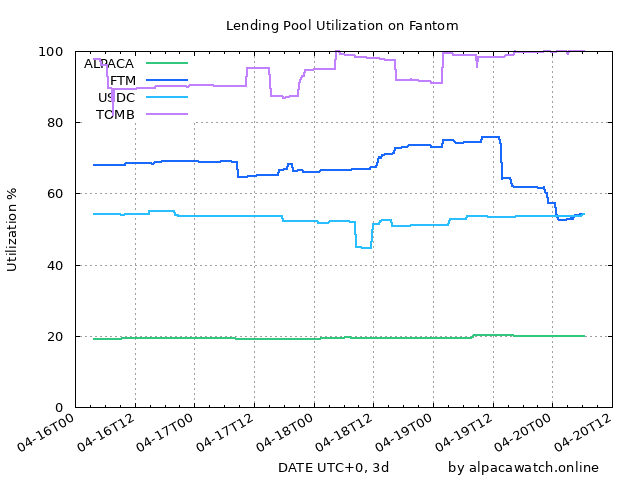 Lending Pool Utilization on Fantom
Utilization %
100
80
60
40
20
0
ALPACA
FTM
USDC
TOMB
04-16T00
04-16T12
04-17T00
04-17T12
04-18T00
04-18T12
04-19T00
04-19T12
04-20T00
04-20T12
DATE UTC+0, 3d
by alpacawatch.online